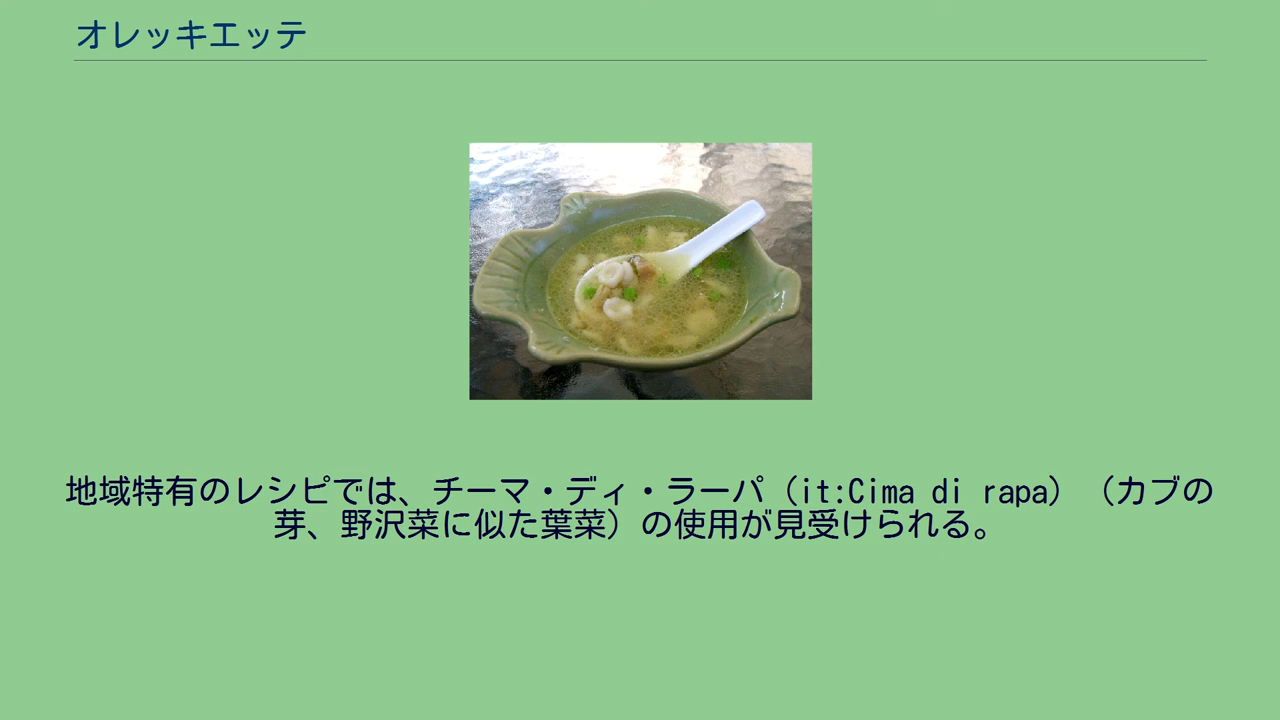 オレッキエッテ
地域特有のレシピでは、チーマ・ディ・ラーパ（it:Cima di rapa）（カブの
芽、野沢菜に似た葉菜）の使用が見受けられる。